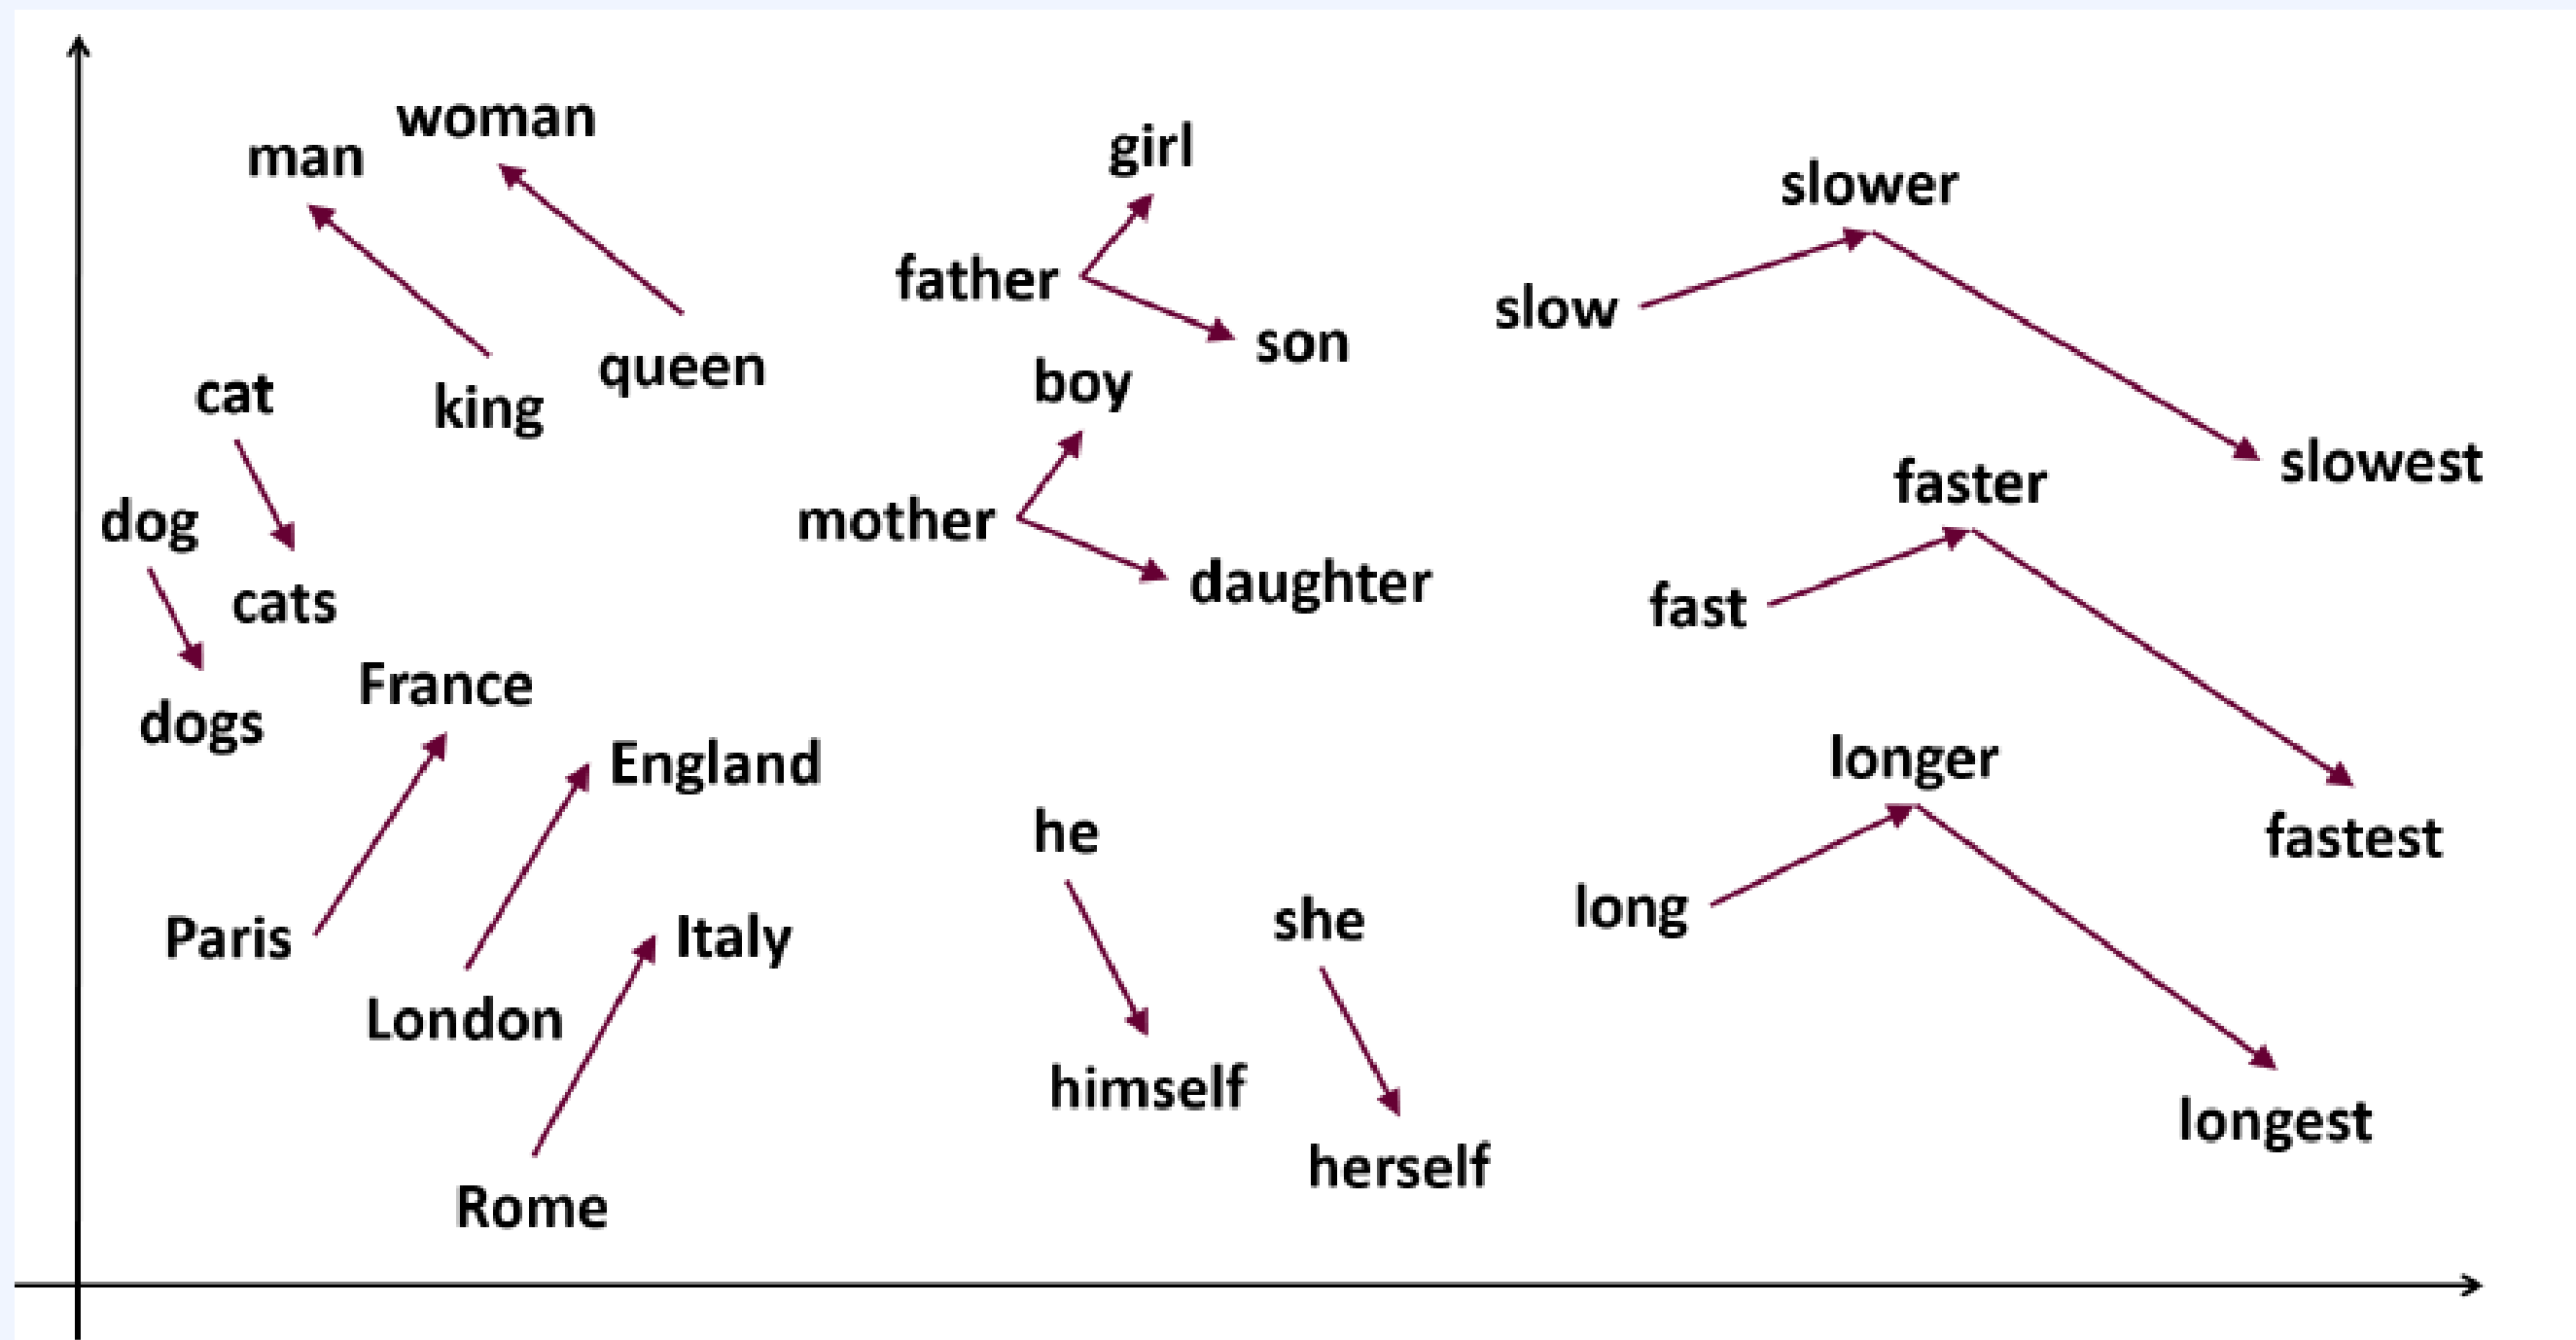 woman
man
girl
slower
father
slow
son
queen
boy
cat
king
slowest
faster
dog
mother
daughter
cats
fast
France
dogs
England
longer
he
fastest
long
she
Paris
Italy
London
himself
longest
herself
Rome